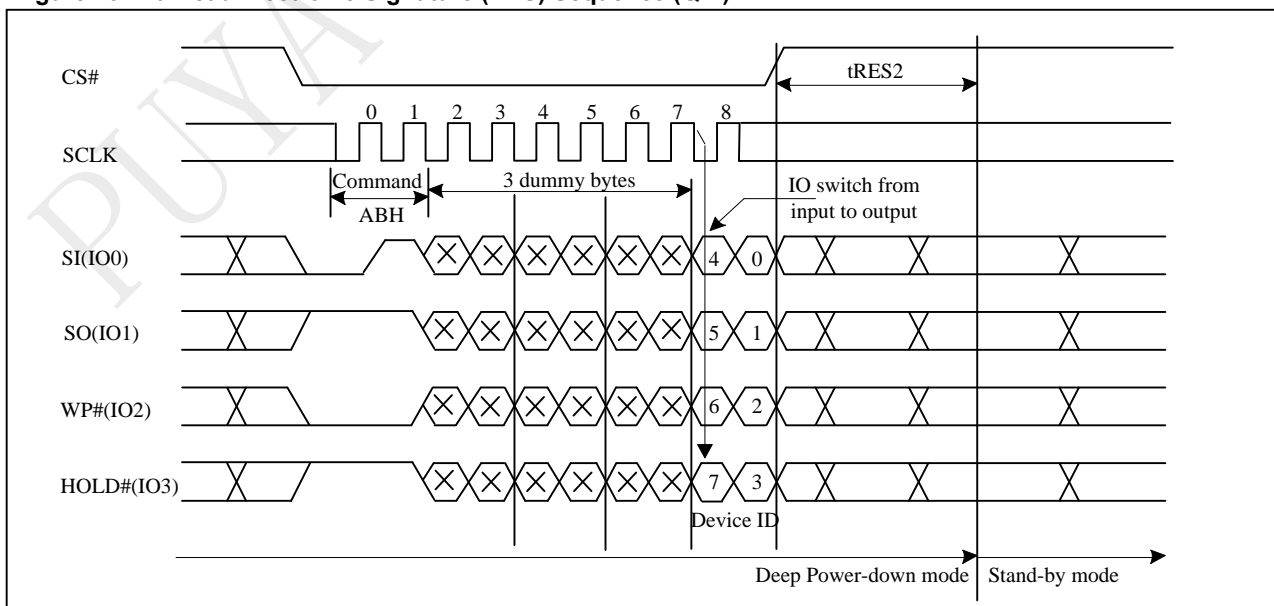 CS#
tRES2
0 1 2 3 4 5 6 7 8
SCLK
Command
ABH
3 dummy bytes
IO switch from
input to output
SI(IO0)
4 0
SO(IO1)
5 1
WP#(IO2)
6 2
HOLD#(IO3)
7 3
Device ID
Deep Power-down mode
Stand-by mode
PUYA